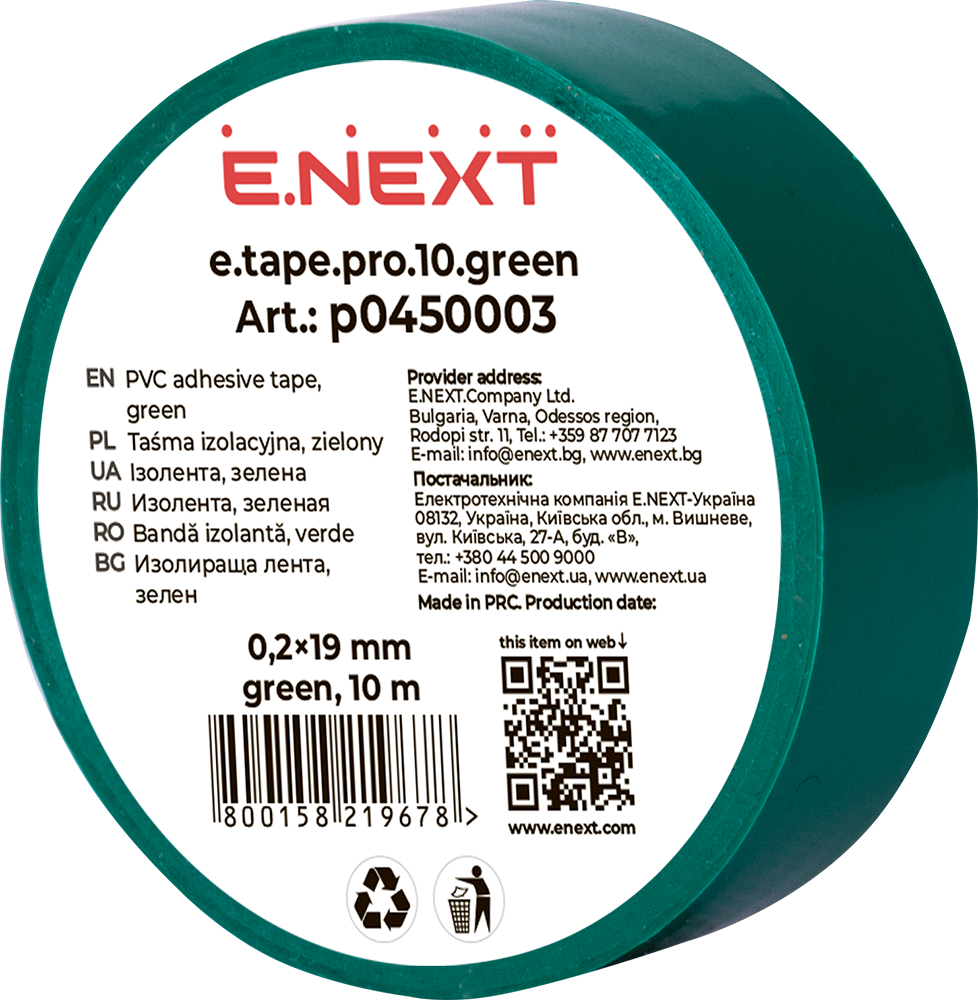 E.NEXT
e.tape.pro.10.green
Art.: p0450003
EN PVC adhesive tape,
green
PL Taśma izolacyjna, zielony
UA Ізолента, зелена
RU Изолента, зеленая
RO Bandă izolantă, verde
BG Изолираща лента,
зелен
Provider address:
E.NEXT.Company Ltd.
Bulgaria, Varna, Odessos region,
Rodopi str. 11, Tel.: +359 87 707 7123
E-mail: info@enext.bg, www.enext.bg
Постачальник:
Електротехнічна компанія E.NEXT-Україна
08132, Україна, Київська обл., м. Вишневе,
вул. Київська, 27-А, буд. «В»,
тел.: +380 44 500 9000
E-mail: info@enext.ua, www.enext.ua
Made in PRC. Production date:
0,2×19 mm
green, 10 m
800158 219678 >
this item on web↓
www.enext.com